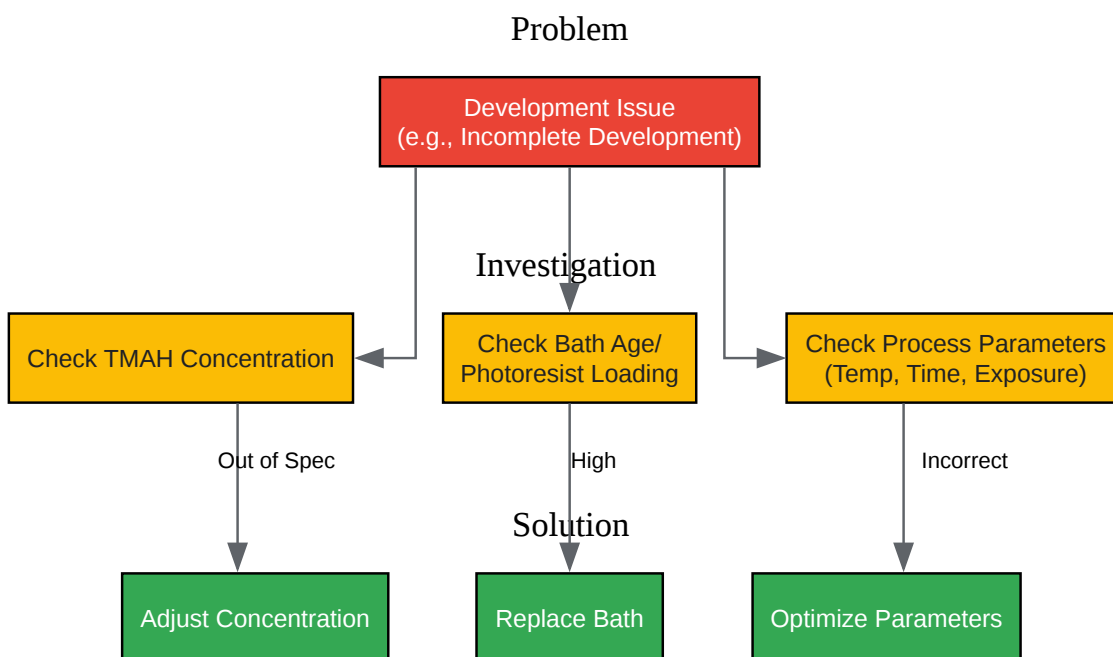 Problem
Development Issue
(e.g., Incomplete Development)
Investigation
Check TMAH Concentration
Check Bath Age/
Photoresist Loading
Check Process Parameters
(Temp, Time, Exposure)
Out of Spec
High
Incorrect
Solution
Adjust Concentration
Replace Bath
Optimize Parameters